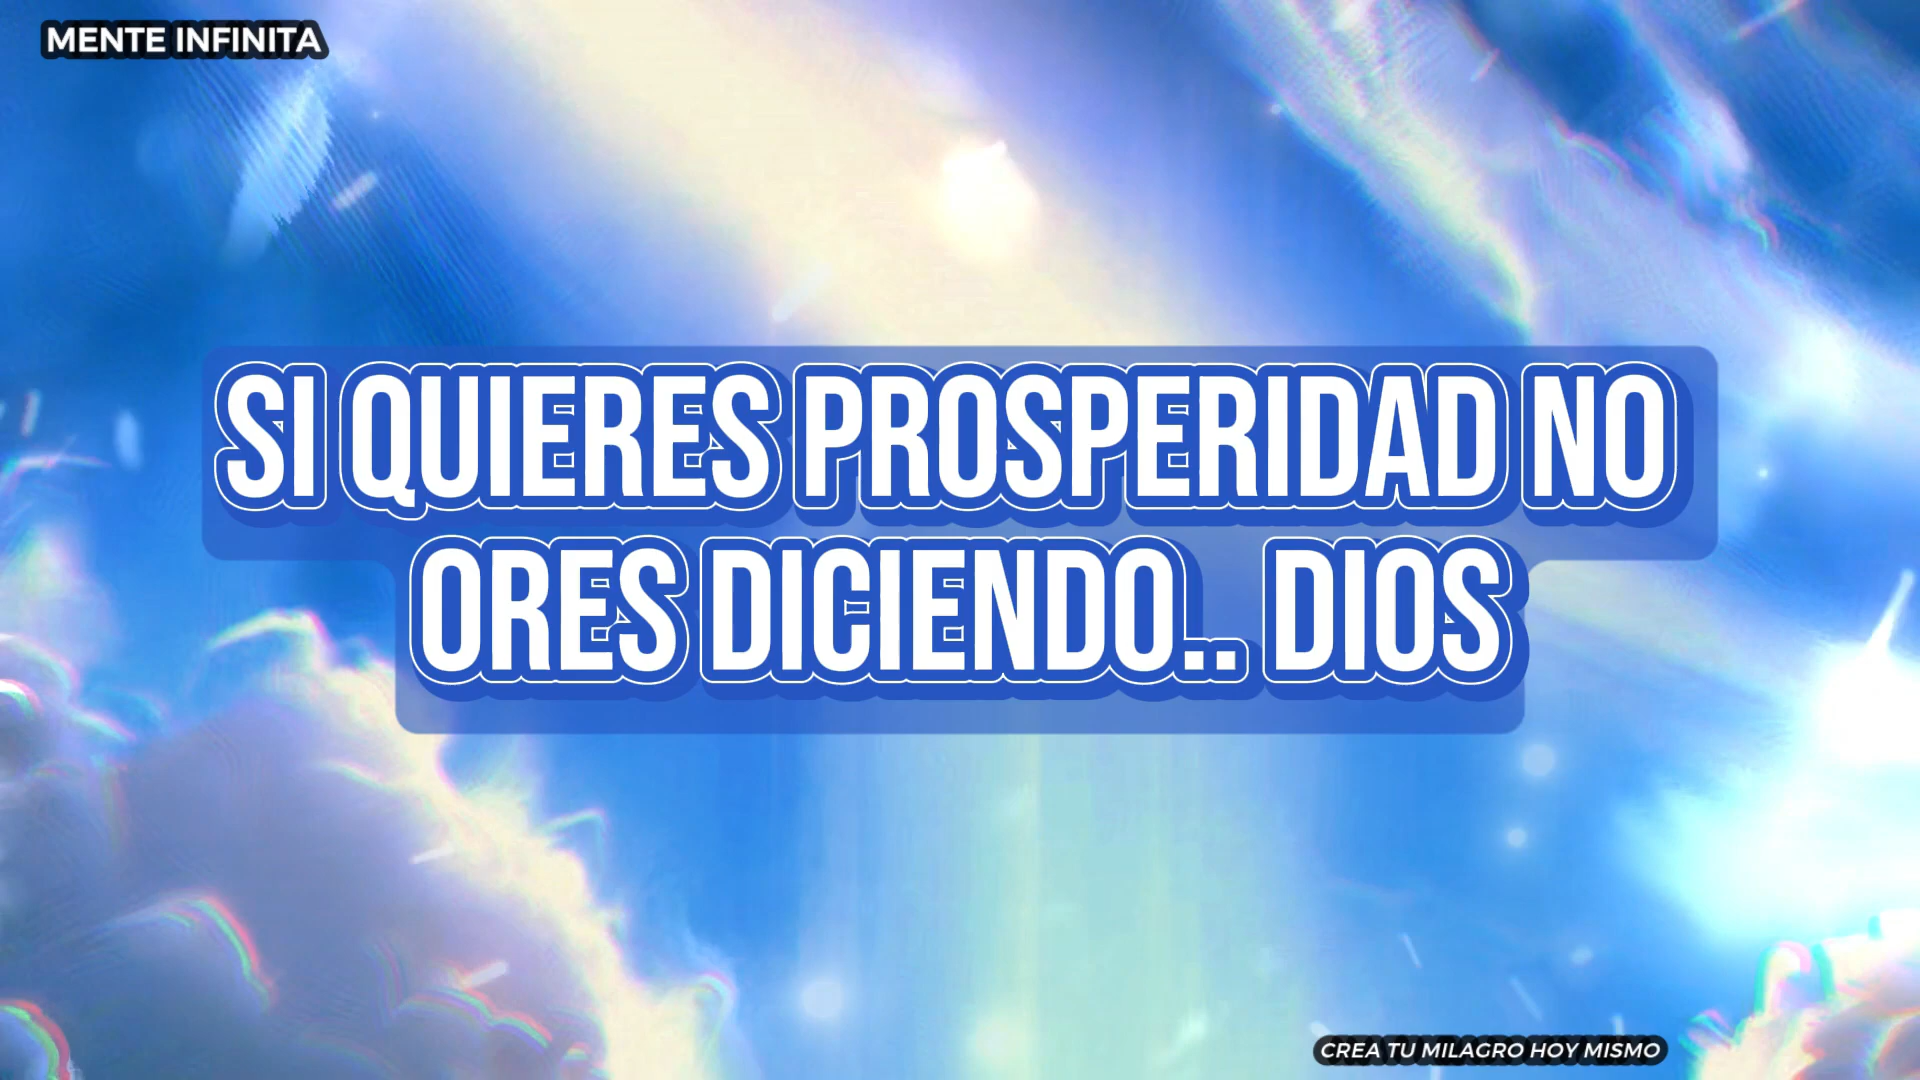 MENTE INFINITA
SI QUIERES PROSPERIDAD NO
ORES DICIENDO.. DIOS
CREA TU MILAGRO HOY MISMO